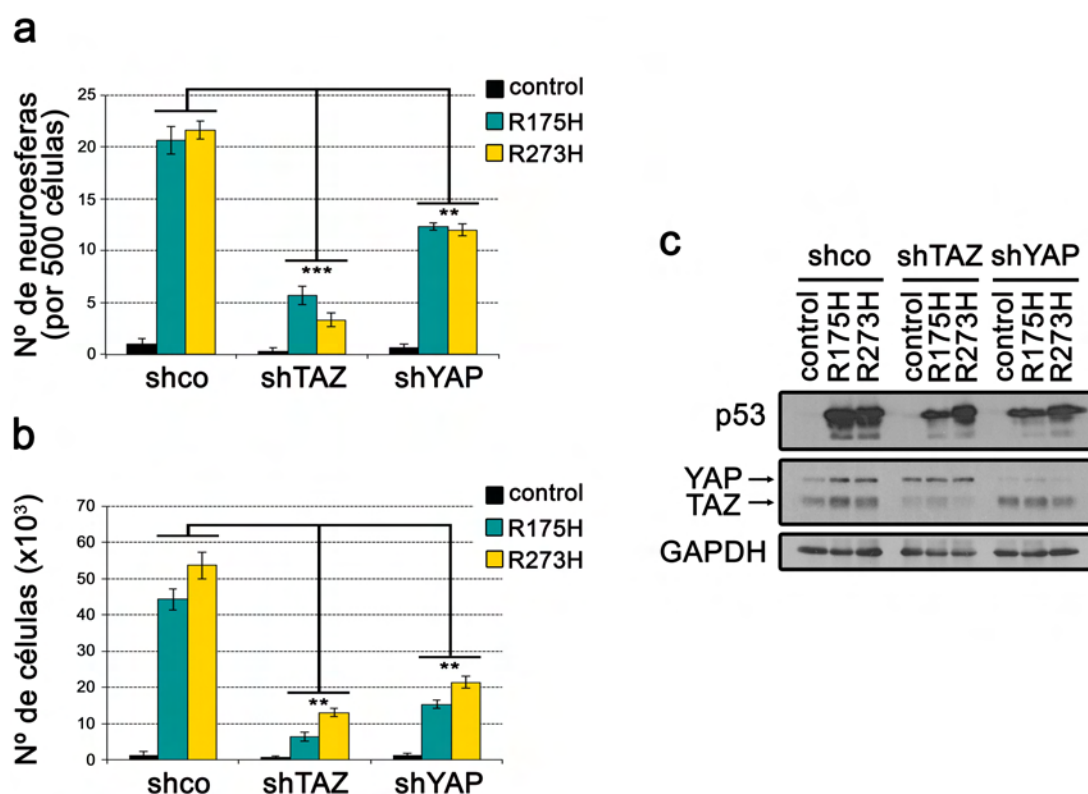 a
Nº de neuroesferas
(por 500 células)
25
20
15
10
5
0
control
R175H
R273H
***
**
shco shTAZ shYAP
b
Nº de células (x10³)
70
60
50
40
30
20
10
0
control
R175H
R273H
**
**
shco shTAZ shYAP
c
shco shTAZ shYAP
control R175H R273H control R175H R273H control R175H R273H
p53
YAP
TAZ
GAPDH